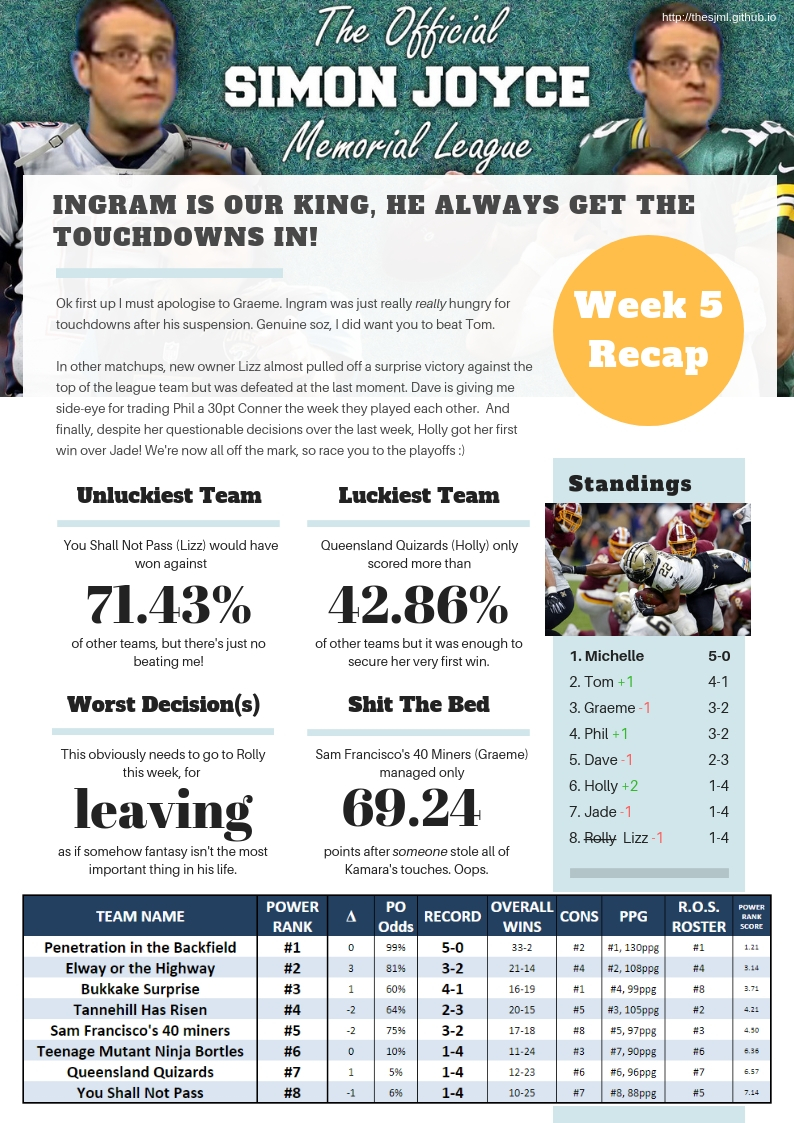 http://thesjml.github.io
The Official
SIMON JOYCE
Memorial League
INGRAM IS OUR KING, HE ALWAYS GET THE
TOUCHDOWNS IN!
Week 5
Recap
Ok first up I must apologise to Graeme. Ingram was just really really hungry for
touchdowns after his suspension. Genuine soz, I did want you to beat Tom.
In other matchups, new owner Lizz almost pulled off a surprise victory against the
top of the league team but was defeated at the last moment. Dave is giving me
side-eye for trading Phil a 30pt Conner the week they played each other. And
finally, despite her questionable decisions over the last week, Holly got her first
win over Jade! We're now all off the mark, so race you to the playoffs :)
Unluckiest Team
You Shall Not Pass (Lizz) would have
won against
71.43%
of other teams, but there's just no
beating me!
Luckiest Team
Queensland Quizards (Holly) only
scored more than
42.86%
of other teams but it was enough to
secure her very first win.
Worst Decision(s)
This obviously needs to go to Rolly
this week, for
leaving
as if somehow fantasy isn't the most
important thing in his life.
Shit The Bed
Sam Francisco's 40 Miners (Graeme)
managed only
69.24
points after someone stole all of
Kamara's touches. Oops.
Standings
1. Michelle 5-0
2. Tom +1 4-1
3. Graeme -1 3-2
4. Phil +1 3-2
5. Dave -1 2-3
6. Holly +2 1-4
7. Jade -1 1-4
8. Rolly Lizz -1 1-4
TEAM NAME POWER RANK Δ PO Odds RECORD OVERALL WINS CONS PPG R.O.S. ROSTER POWER RANK SCORE
Penetration in the Backfield #1 0 99% 5-0 33-2 #2 #1, 130ppg #1 1.21
Elway or the Highway #2 3 81% 3-2 21-14 #4 #2, 108ppg #4 3.14
Bukkake Surprise #3 1 60% 4-1 16-19 #1 #4, 99ppg #8 3.71
Tannehill Has Risen #4 -2 64% 2-3 20-15 #5 #3, 105ppg #2 4.21
Sam Francisco's 40 miners #5 -2 75% 3-2 17-18 #8 #5, 97ppg #3 4.50
Teenage Mutant Ninja Bortles #6 0 10% 1-4 11-24 #3 #7, 90ppg #6 6.36
Queensland Quizards #7 1 5% 1-4 12-23 #6 #6, 96ppg #7 6.57
You Shall Not Pass #8 -1 6% 1-4 10-25 #7 #8, 88ppg #5 7.14